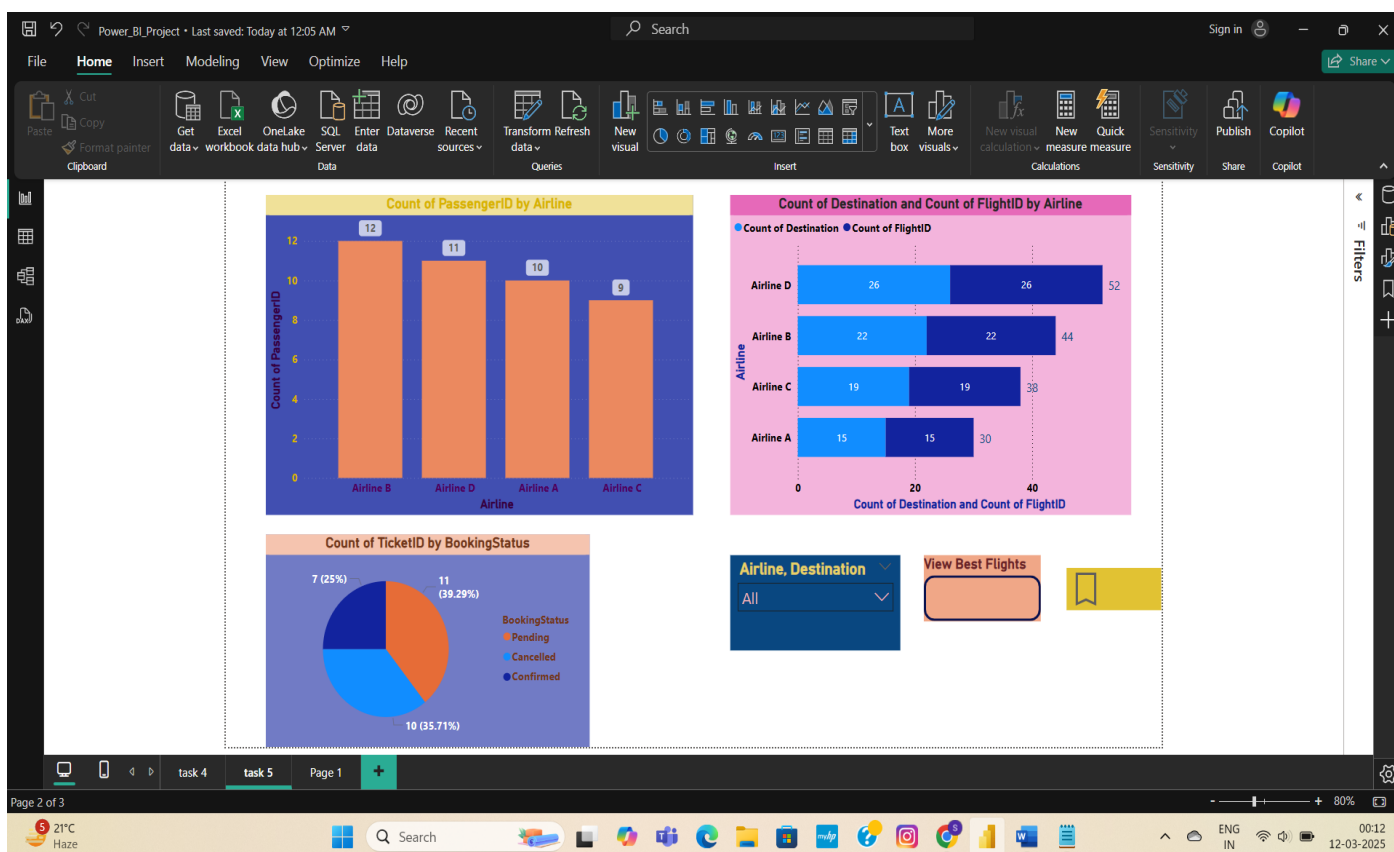 Power_BI_Project • Last saved: Today at 12:05 AM
Search
Sign in
File Home Insert Modeling View Optimize Help
Share
Paste
Cut
Copy
Format painter
Clipboard
Get data
Excel workbook
OneLake data hub
SQL Server
Enter data
Dataverse
Recent sources
Data
Transform data
Refresh
Queries
New visual
Text box
More visuals
Insert
New visual calculation
New measure
Quick measure
Calculations
Sensitivity
Sensitivity
Publish
Share
Copilot
Copilot
DAX
Filters
Count of PassengerID by Airline
Count of PassengerID
12
10
8
6
4
2
0
12
11
10
9
Airline B Airline D Airline A Airline C
Airline
Count of Destination and Count of FlightID by Airline
Count of Destination Count of FlightID
Airline
Airline D 26 26 52
Airline B 22 22 44
Airline C 19 19 38
Airline A 15 15 30
0 20 40
Count of Destination and Count of FlightID
Count of TicketID by BookingStatus
7 (25%)
11
(39.29%)
10 (35.71%)
BookingStatus
Pending
Cancelled
Confirmed
Airline, Destination
All
View Best Flights
task 4 task 5 Page 1 +
Page 2 of 3
- + 80%
5
21°C
Haze
Search
myhp
S
ENG
IN
00:12
12-03-2025